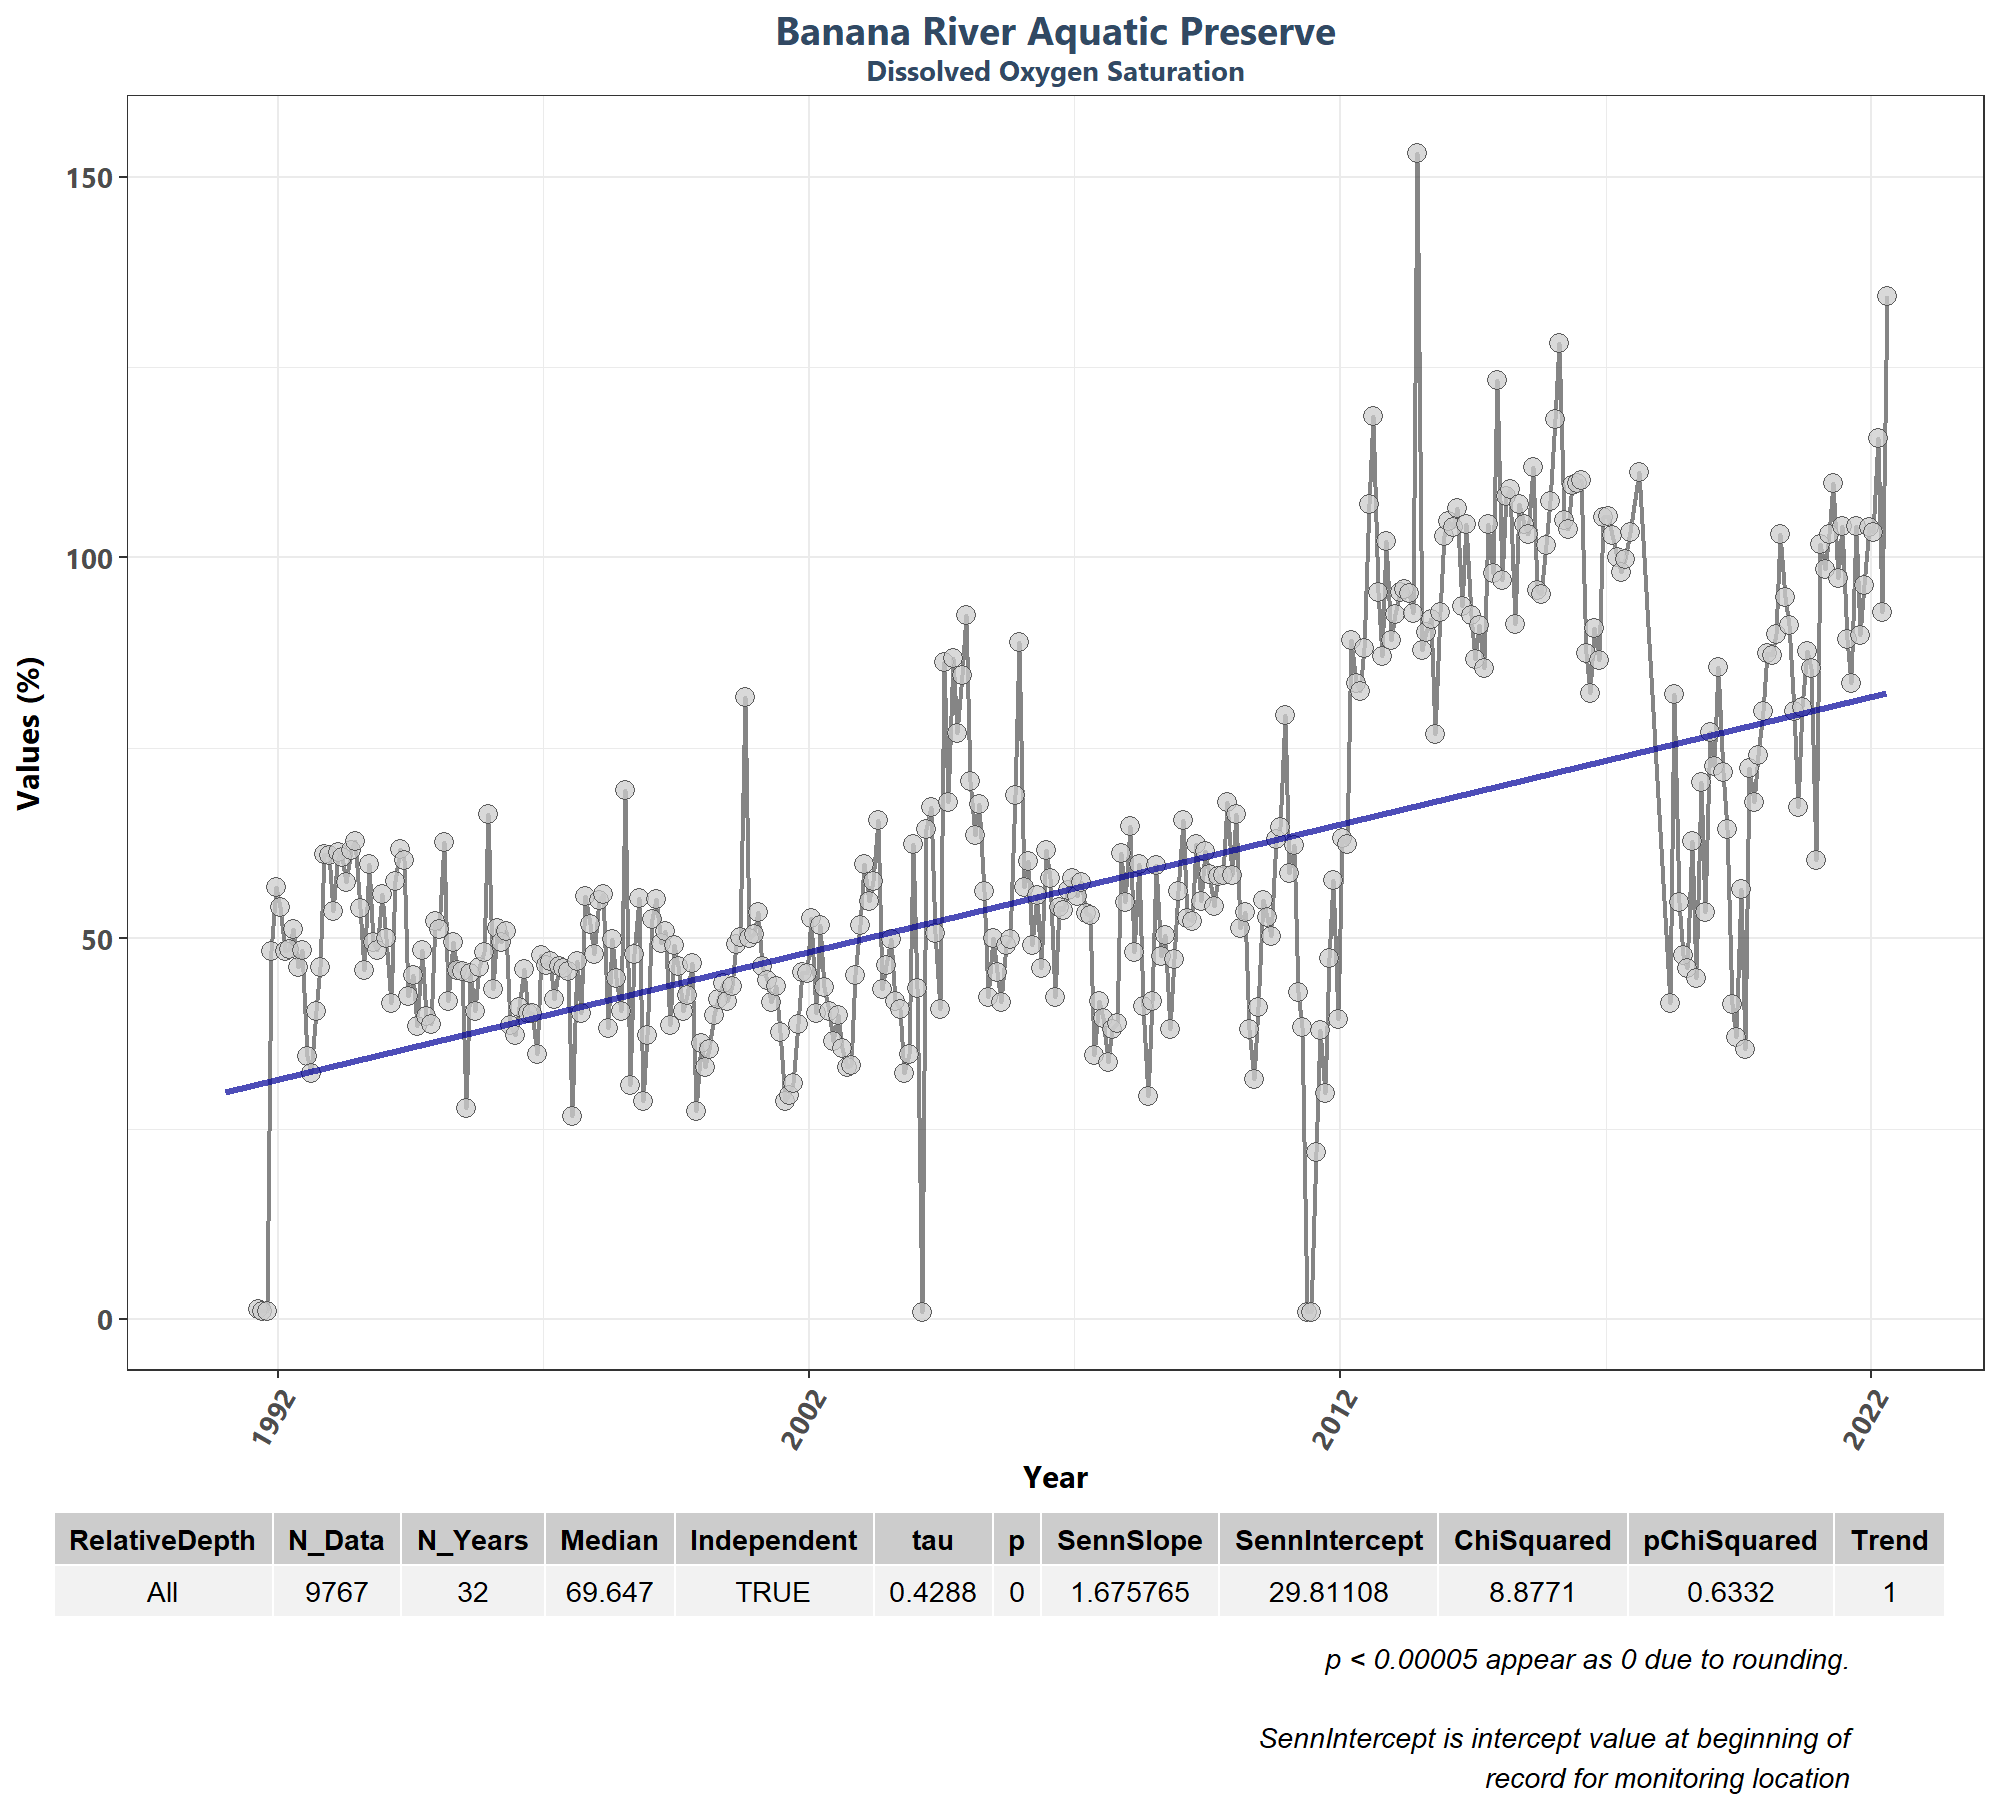 Banana River Aquatic Preserve
Dissolved Oxygen Saturation
150
100
50
0
Values (%)
1992
2002
2012
2022
Year
RelativeDepth N_Data N_Years Median Independent tau p SennSlope SennIntercept ChiSquared pChiSquared Trend
All 9767 32 69.647 TRUE 0.4288 0 1.675765 29.81108 8.8771 0.6332 1
p < 0.00005 appear as 0 due to rounding.
SennIntercept is intercept value at beginning of
record for monitoring location